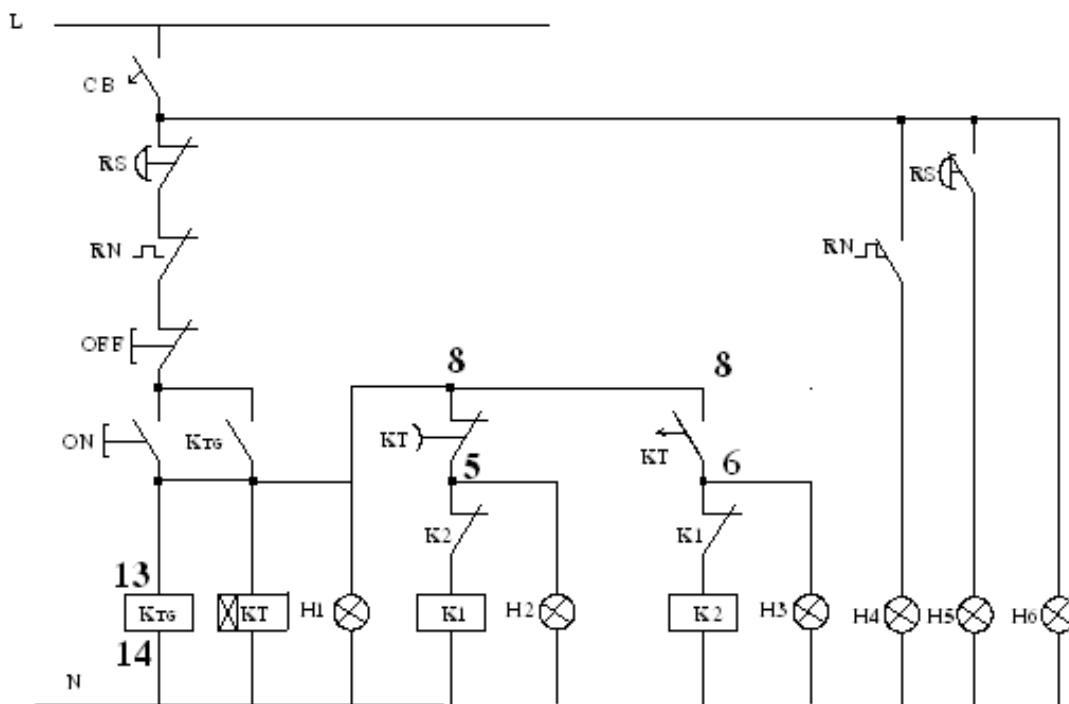 L
CB
RS
RS
RN
RN
OFF
8 8
ON KTG KT KT
5 6
K2 K1
13
KTG KT H1 K1 H2 K2 H3 H4 H5 H6
14
N